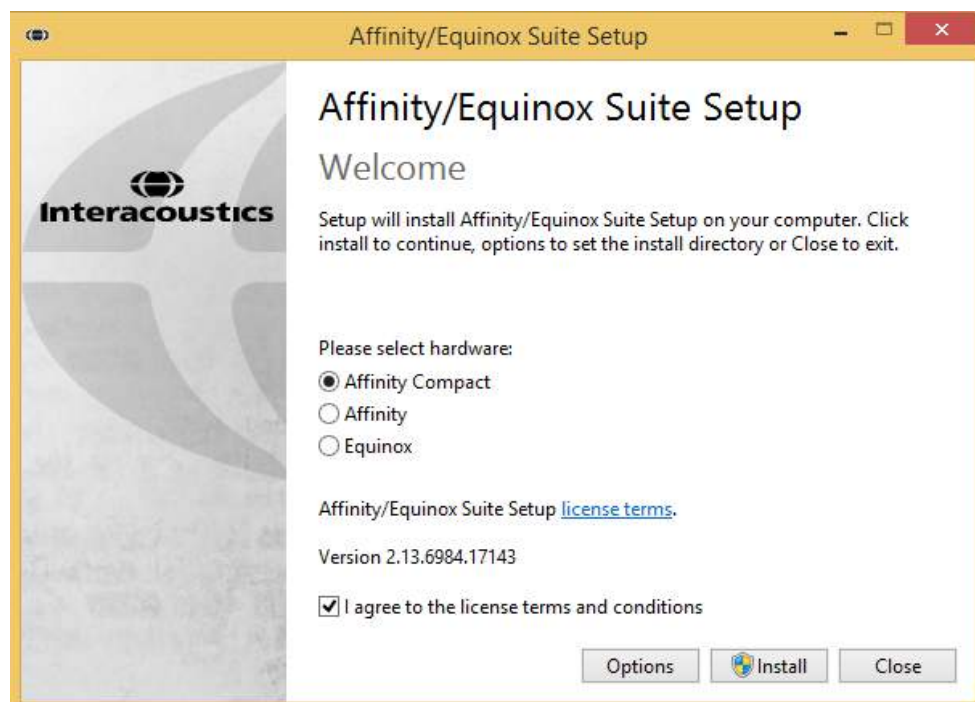 Affinity/Equinox Suite Setup
Interacoustics
Affinity/Equinox Suite Setup
Welcome
Setup will install Affinity/Equinox Suite Setup on your computer. Click
install to continue, options to set the install directory or Close to exit.
Please select hardware:
Affinity Compact
Affinity
Equinox
Affinity/Equinox Suite Setup license terms.
Version 2.13.6984.17143
I agree to the license terms and conditions
Options Install Close